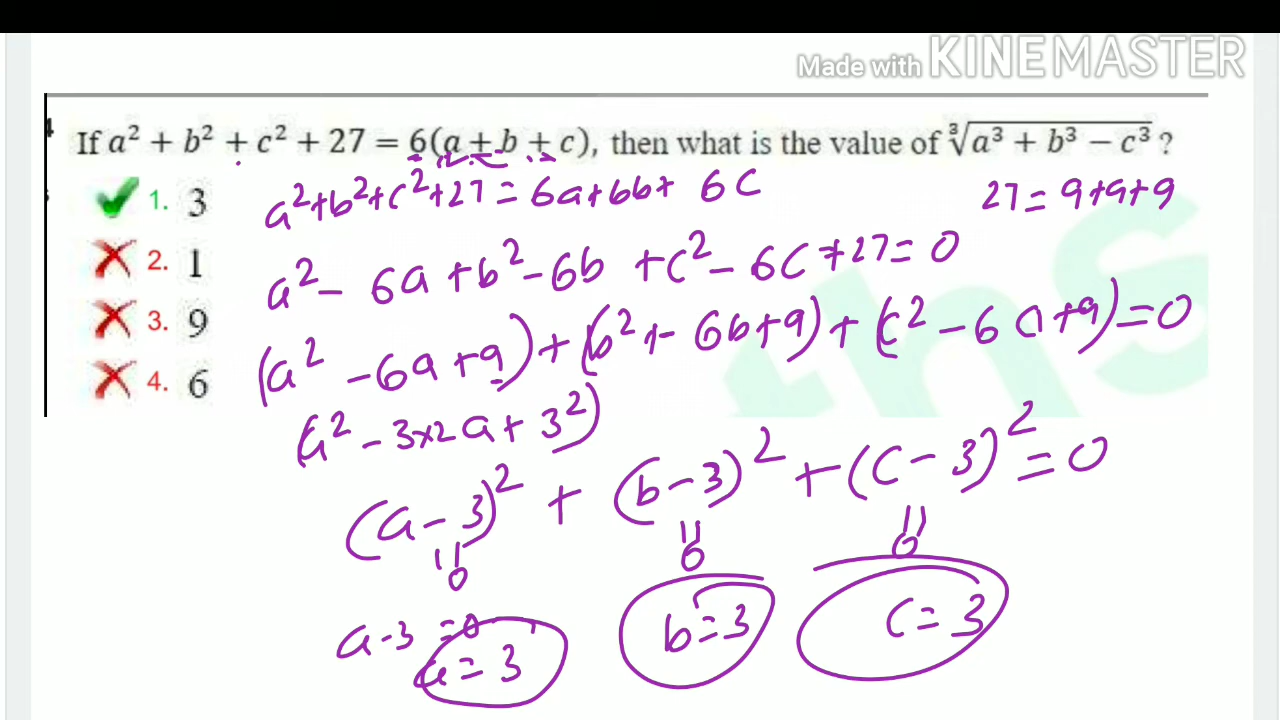 Made with KINEMASTER
If a² + b² + c² + 27 = 6(a + b + c), then what is the value of ∛(a³ + b³ − c³) ?
1. 3
a²+b²+c²+27=6a+6b+ 6c
27=9+9+9
2. 1
a²- 6a+b²-6b +c²-6c+27=0
3. 9
(a² -6a+9)+(b²+- 6b+9)+(c²-6c+9)=0
4. 6
(a²-3×2a+3²)
(a-3)² + (b-3)²+(c-3)²=0
"0 "0 "0
a-3 =0
a=3
b=3
c=3
hs